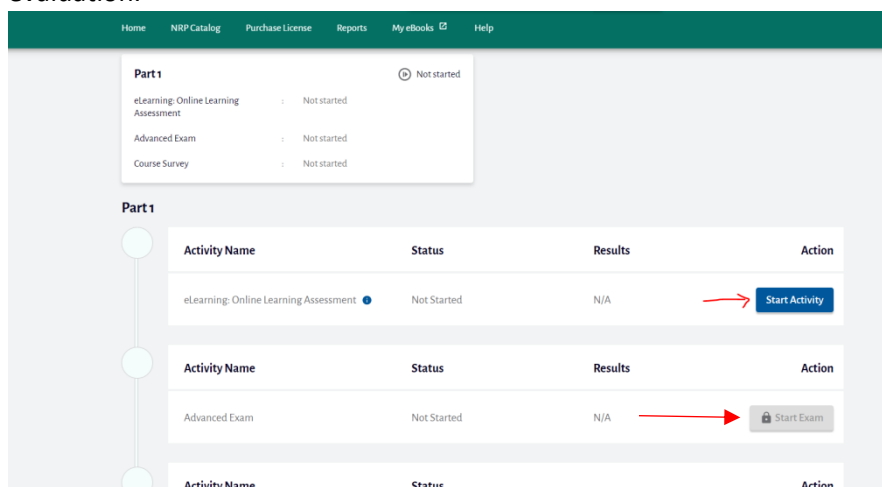 evaluation.
Home NRP Catalog Purchase License Reports My eBooks Help
Part 1 Not started
eLearning: Online Learning : Not started
Assessment
Advanced Exam : Not started
Course Survey : Not started
Part 1
Activity Name Status Results Action
eLearning: Online Learning Assessment Not Started N/A Start Activity
Activity Name Status Results Action
Advanced Exam Not Started N/A Start Exam
Activity Name Status Results Action